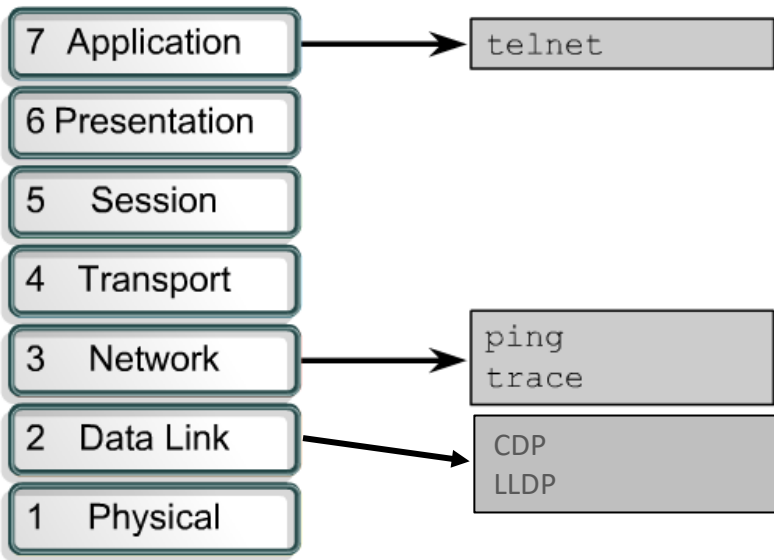 7 Application
telnet
6 Presentation
5 Session
4 Transport
3 Network
ping
trace
2 Data Link
CDP
LLDP
1 Physical